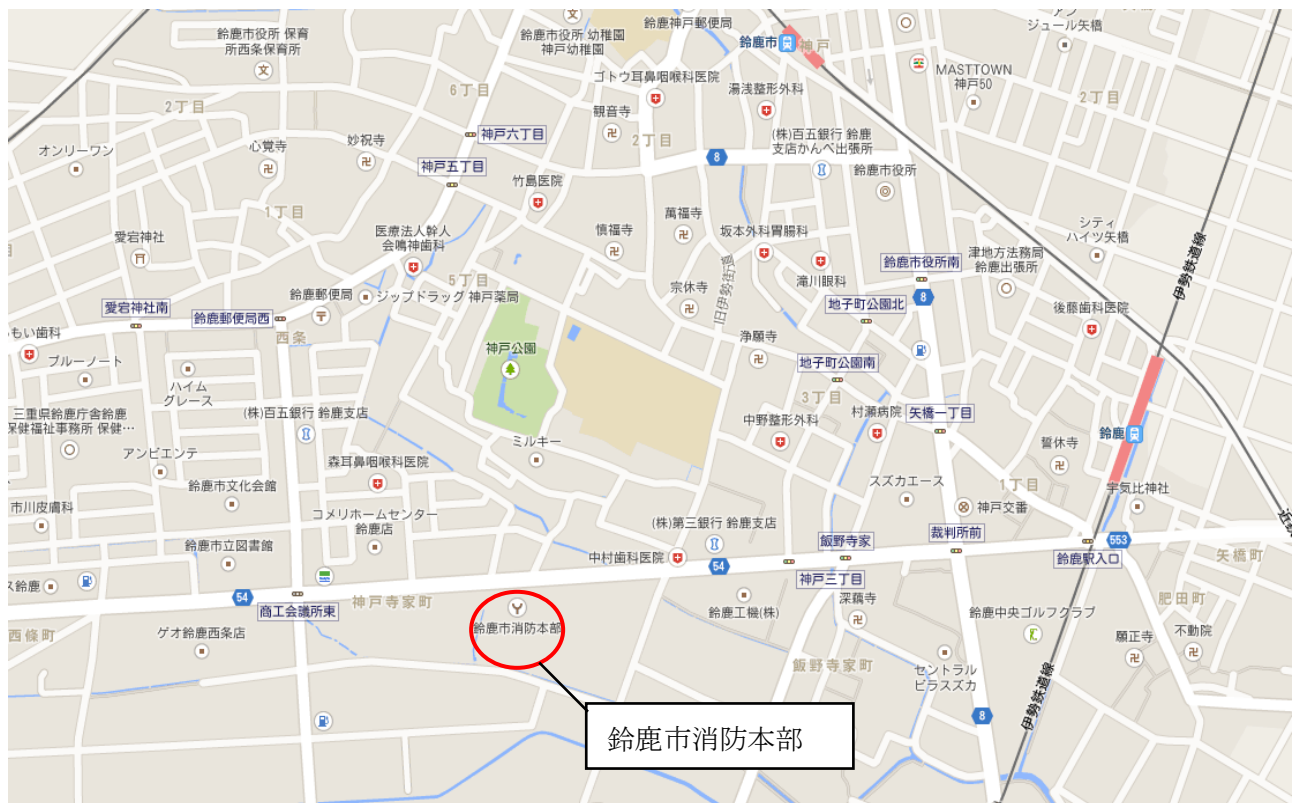 鈴鹿市役所 保育
所西条保育所
鈴鹿市役所 幼稚園
神戸幼稚園
鈴鹿神戸郵便局
鈴鹿市
神戸
ジュール矢橋
MASTTOWN
神戸50
2丁目
6丁目
ゴトウ耳鼻咽喉科医院
湯浅整形外科
2丁目
オンリーワン
心覚寺
妙祝寺
神戸六丁目
観音寺
2丁目
(株)百五銀行 鈴鹿
支店かんべ出張所
神戸五丁目
8
鈴鹿市役所
竹島医院
1丁目
愛宕神社
医療法人幹人
会鳴神歯科
慎福寺
萬福寺
坂本外科胃腸科
シティ
ハイツ矢橋
津地方法務局
鈴鹿出張所
伊勢鉄道線
鈴鹿市役所南
滝川眼科
5丁目
旧伊勢街道
宗休寺
8
愛宕神社南
鈴鹿郵便局
ジップドラッグ 神戸薬局
地子町公園北
後藤歯科医院
鈴鹿郵便局西
西条
もい歯科
ブルーノート
神戸公園
浄願寺
地子町公園南
ハイム
グレース
3丁目
三重県鈴鹿庁舎鈴鹿
保健福祉事務所 保健…
(株)百五銀行 鈴鹿支店
中野整形外科
村瀬病院
矢橋一丁目
鈴鹿
アンビエンテ
ミルキー
誓休寺
森耳鼻咽喉科医院
スズカエース
1丁目
宇気比神社
市川皮膚科
鈴鹿市文化会館
コメリホームセンター
鈴鹿店
神戸交番
近鉄
(株)第三銀行 鈴鹿支店
飯野寺家
裁判所前
553
鈴鹿市立図書館
中村歯科医院
54
神戸三丁目
鈴鹿駅入口
矢橋町
ス鈴鹿
54
商工会議所東
神戸寺家町
鈴鹿工機(株)
深藕寺
鈴鹿中央ゴルフクラブ
肥田町
西條町
ゲオ鈴鹿西条店
鈴鹿市消防本部
願正寺
不動院
飯野寺家町
セントラル
ビラスズカ
伊勢鉄道線
8
鈴鹿市消防本部